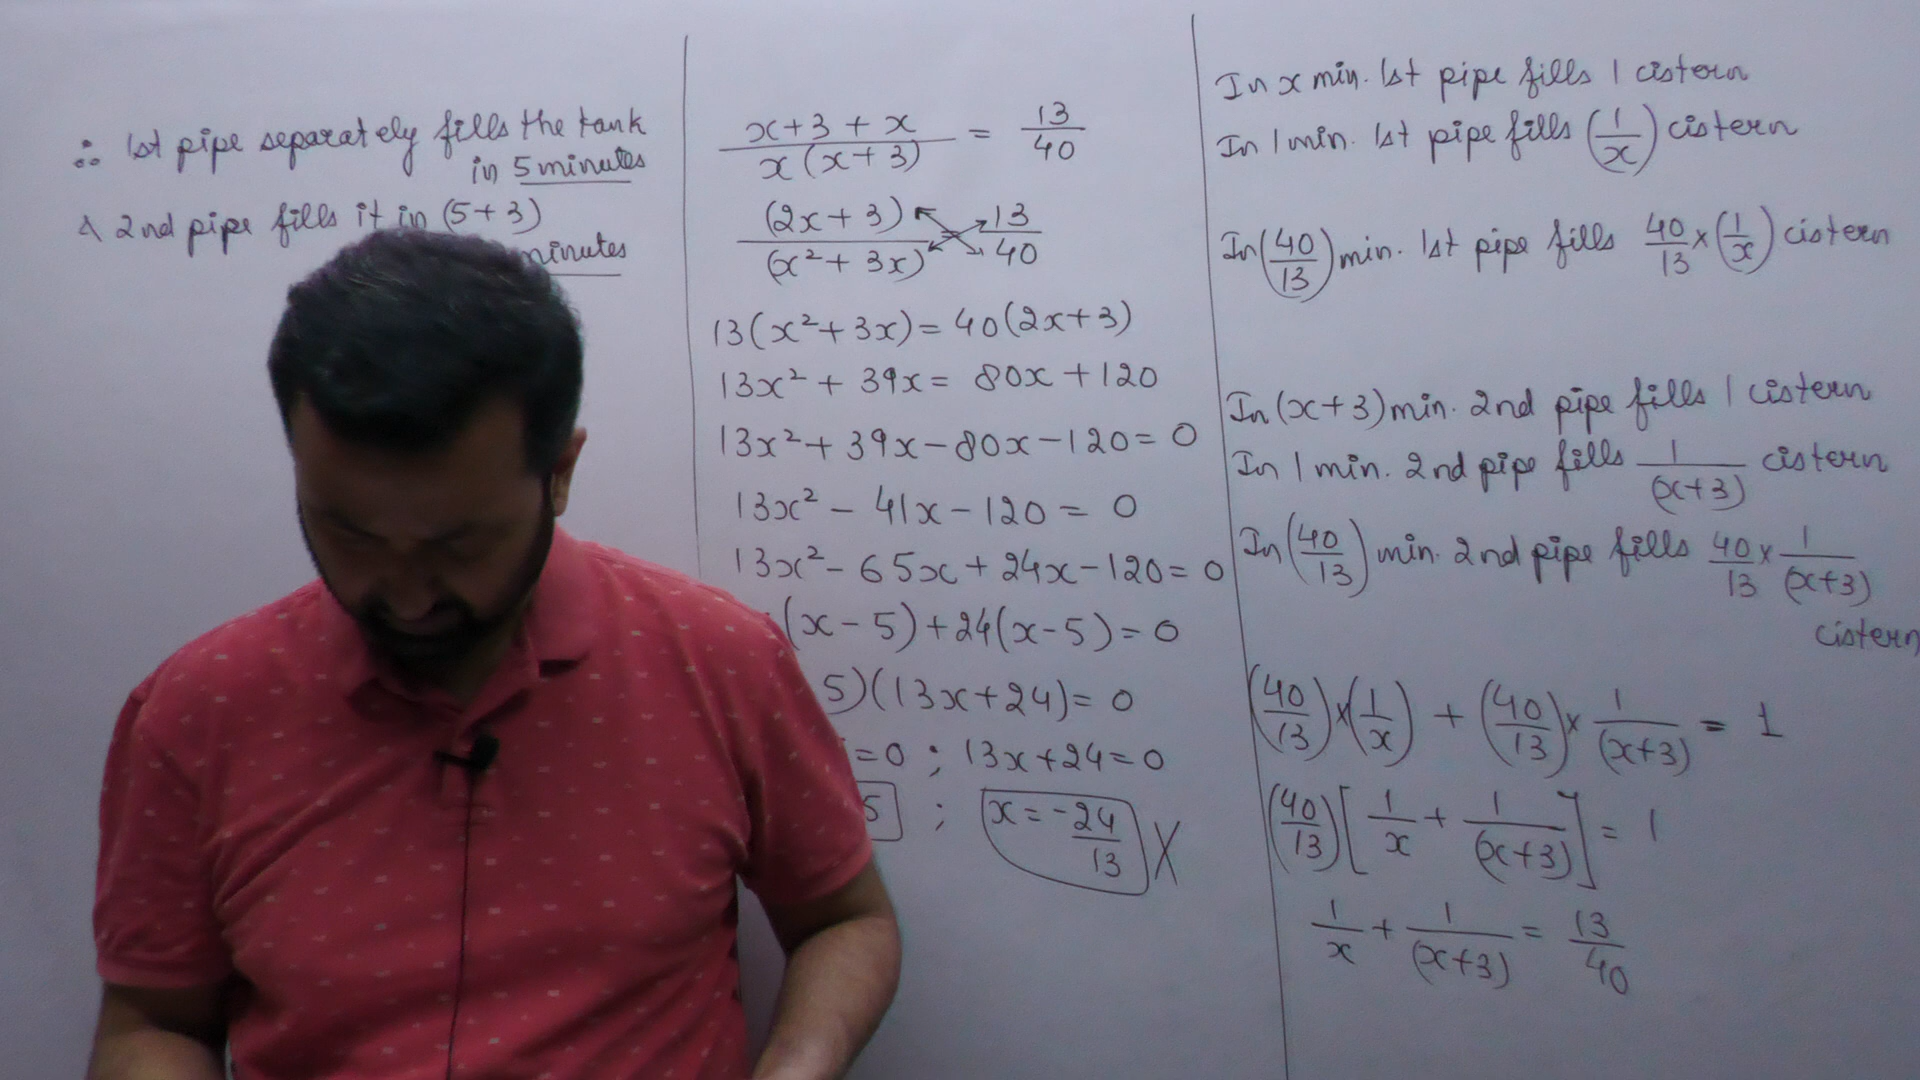 ∴ 1st pipe separately fills the tank
in 5 minutes
& 2nd pipe fills it in (5+3)
minutes
x+3+x / x(x+3) = 13/40
(2x+3) / (x²+3x) = 13/40
13(x²+3x) = 40(2x+3)
13x² + 39x = 80x + 120
13x² + 39x − 80x − 120 = 0
13x² − 41x − 120 = 0
13x² − 65x + 24x − 120 = 0
(x − 5) + 24(x−5) = 0
5)(13x+24) = 0
=0 ; 13x+24=0
5 ; x = −24/13 X
In x min. 1st pipe fills 1 cistern
In 1 min. 1st pipe fills (1/x) cistern
In (40/13) min. 1st pipe fills 40/13 × (1/x) cistern
In (x+3) min. 2nd pipe fills 1 cistern
In 1 min. 2nd pipe fills 1/(x+3) cistern
In (40/13) min. 2nd pipe fills 40/13 × 1/(x+3)
cistern
(40/13) × (1/x) + (40/13) × 1/(x+3) = 1
(40/13) [1/x + 1/(x+3)] = 1
1/x + 1/(x+3) = 13/40